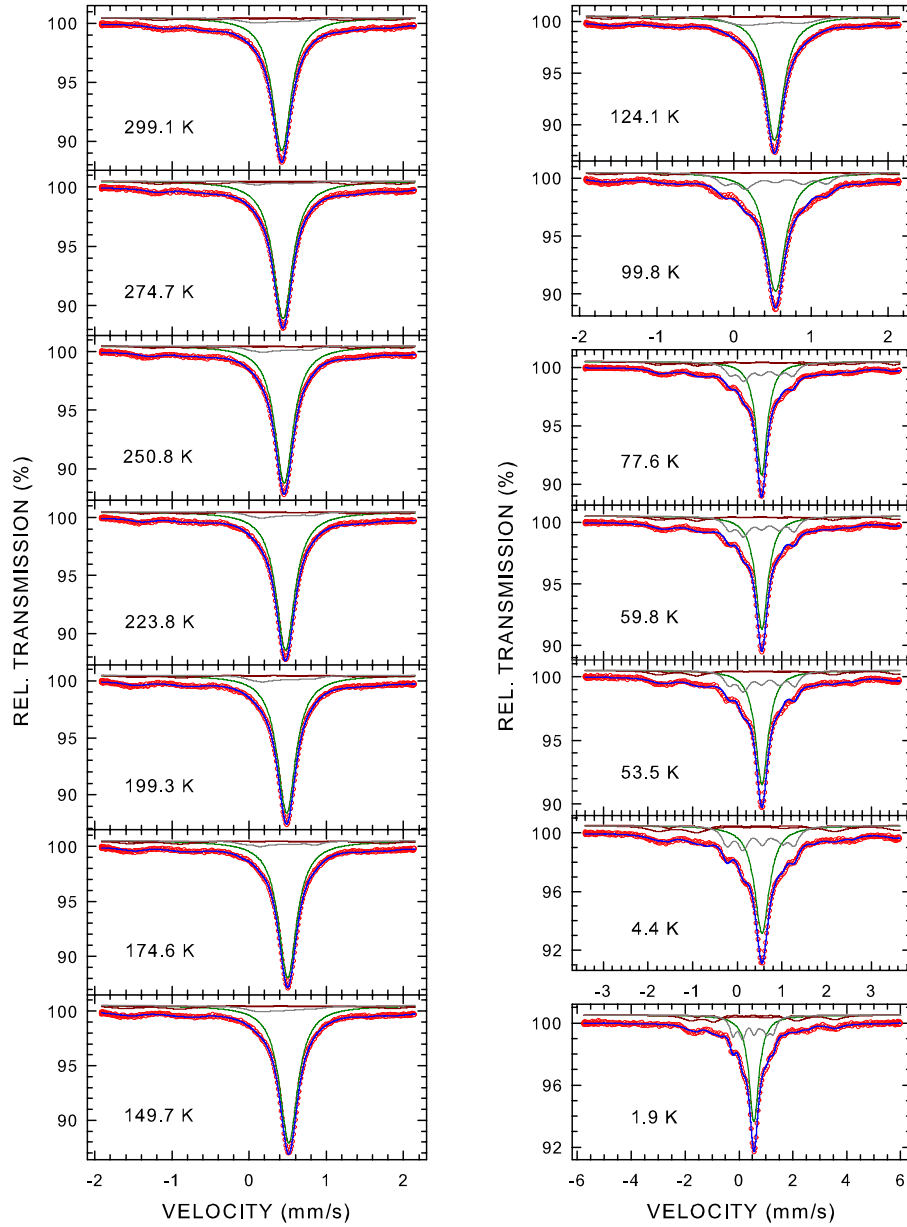 100
95
90
299.1 K
100
95
90
274.7 K
100
95
90
250.8 K
100
95
90
223.8 K
100
95
90
199.3 K
100
95
90
174.6 K
100
95
90
149.7 K
-2 -1 0 1 2
VELOCITY (mm/s)
REL. TRANSMISSION (%)
100
95
90
124.1 K
100
95
90
99.8 K
-2 -1 0 1 2
100
95
90
77.6 K
100
95
90
59.8 K
100
95
90
53.5 K
100
96
92
4.4 K
-3 -2 -1 0 1 2 3
100
96
92
1.9 K
-6 -4 -2 0 2 4 6
VELOCITY (mm/s)
REL. TRANSMISSION (%)